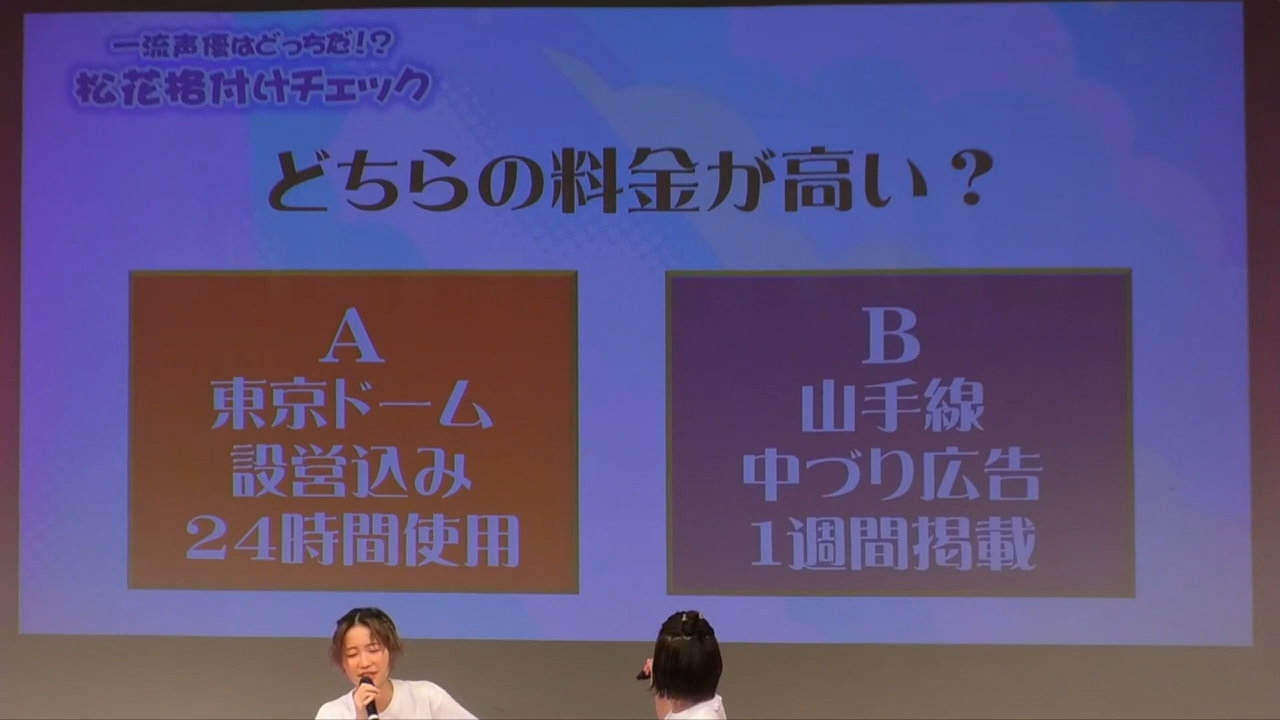 一流声優はどっちだ!?
松花格付けチェック
どちらの料金が高い?
A
東京ドーム
設営込み
24時間使用
B
山手線
中づり広告
1週間掲載